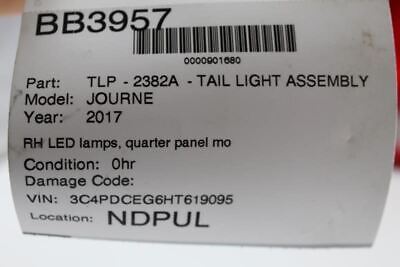 BB3957
0000901680
Part: TLP - 2382A - TAIL LIGHT ASSEMBLY
Model: JOURNE
Year: 2017
RH LED lamps, quarter panel mo
Condition: 0hr
Damage Code:
VIN: 3C4PDCEG6HT619095
Location: NDPUL